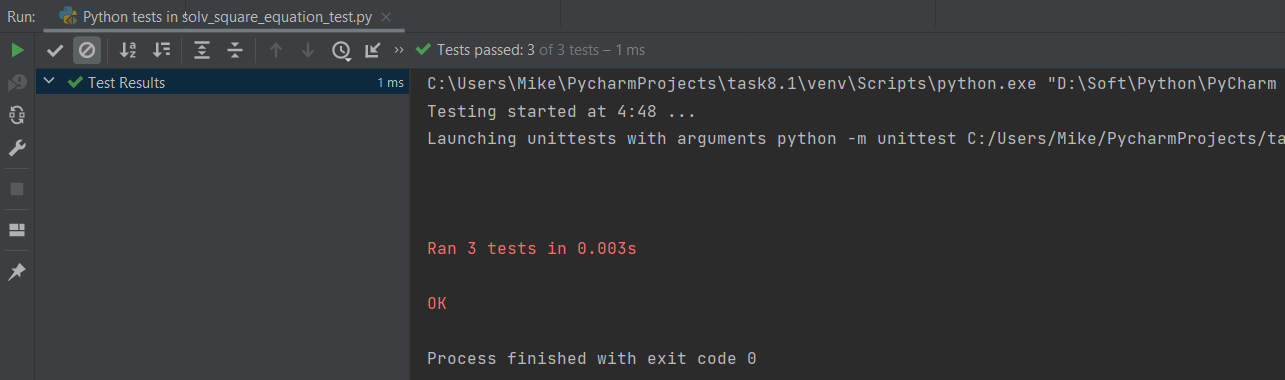 Run: Python tests in solv_square_equation_test.py
Tests passed: 3 of 3 tests – 1 ms
Test Results 1 ms
C:\Users\Mike\PycharmProjects\task8.1\venv\Scripts\python.exe "D:\Soft\Python\PyCharm
Testing started at 4:48 ...
Launching unittests with arguments python -m unittest C:/Users/Mike/PycharmProjects/ta
Ran 3 tests in 0.003s
OK
Process finished with exit code 0